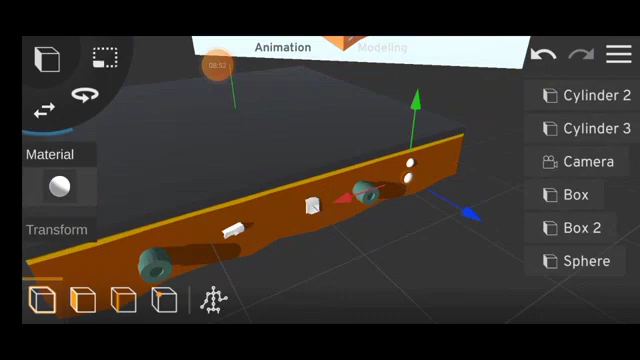 Animation Modeling
08:52
Cylinder 2
Cylinder 3
Camera
Material
Box
Transform
Box 2
Sphere